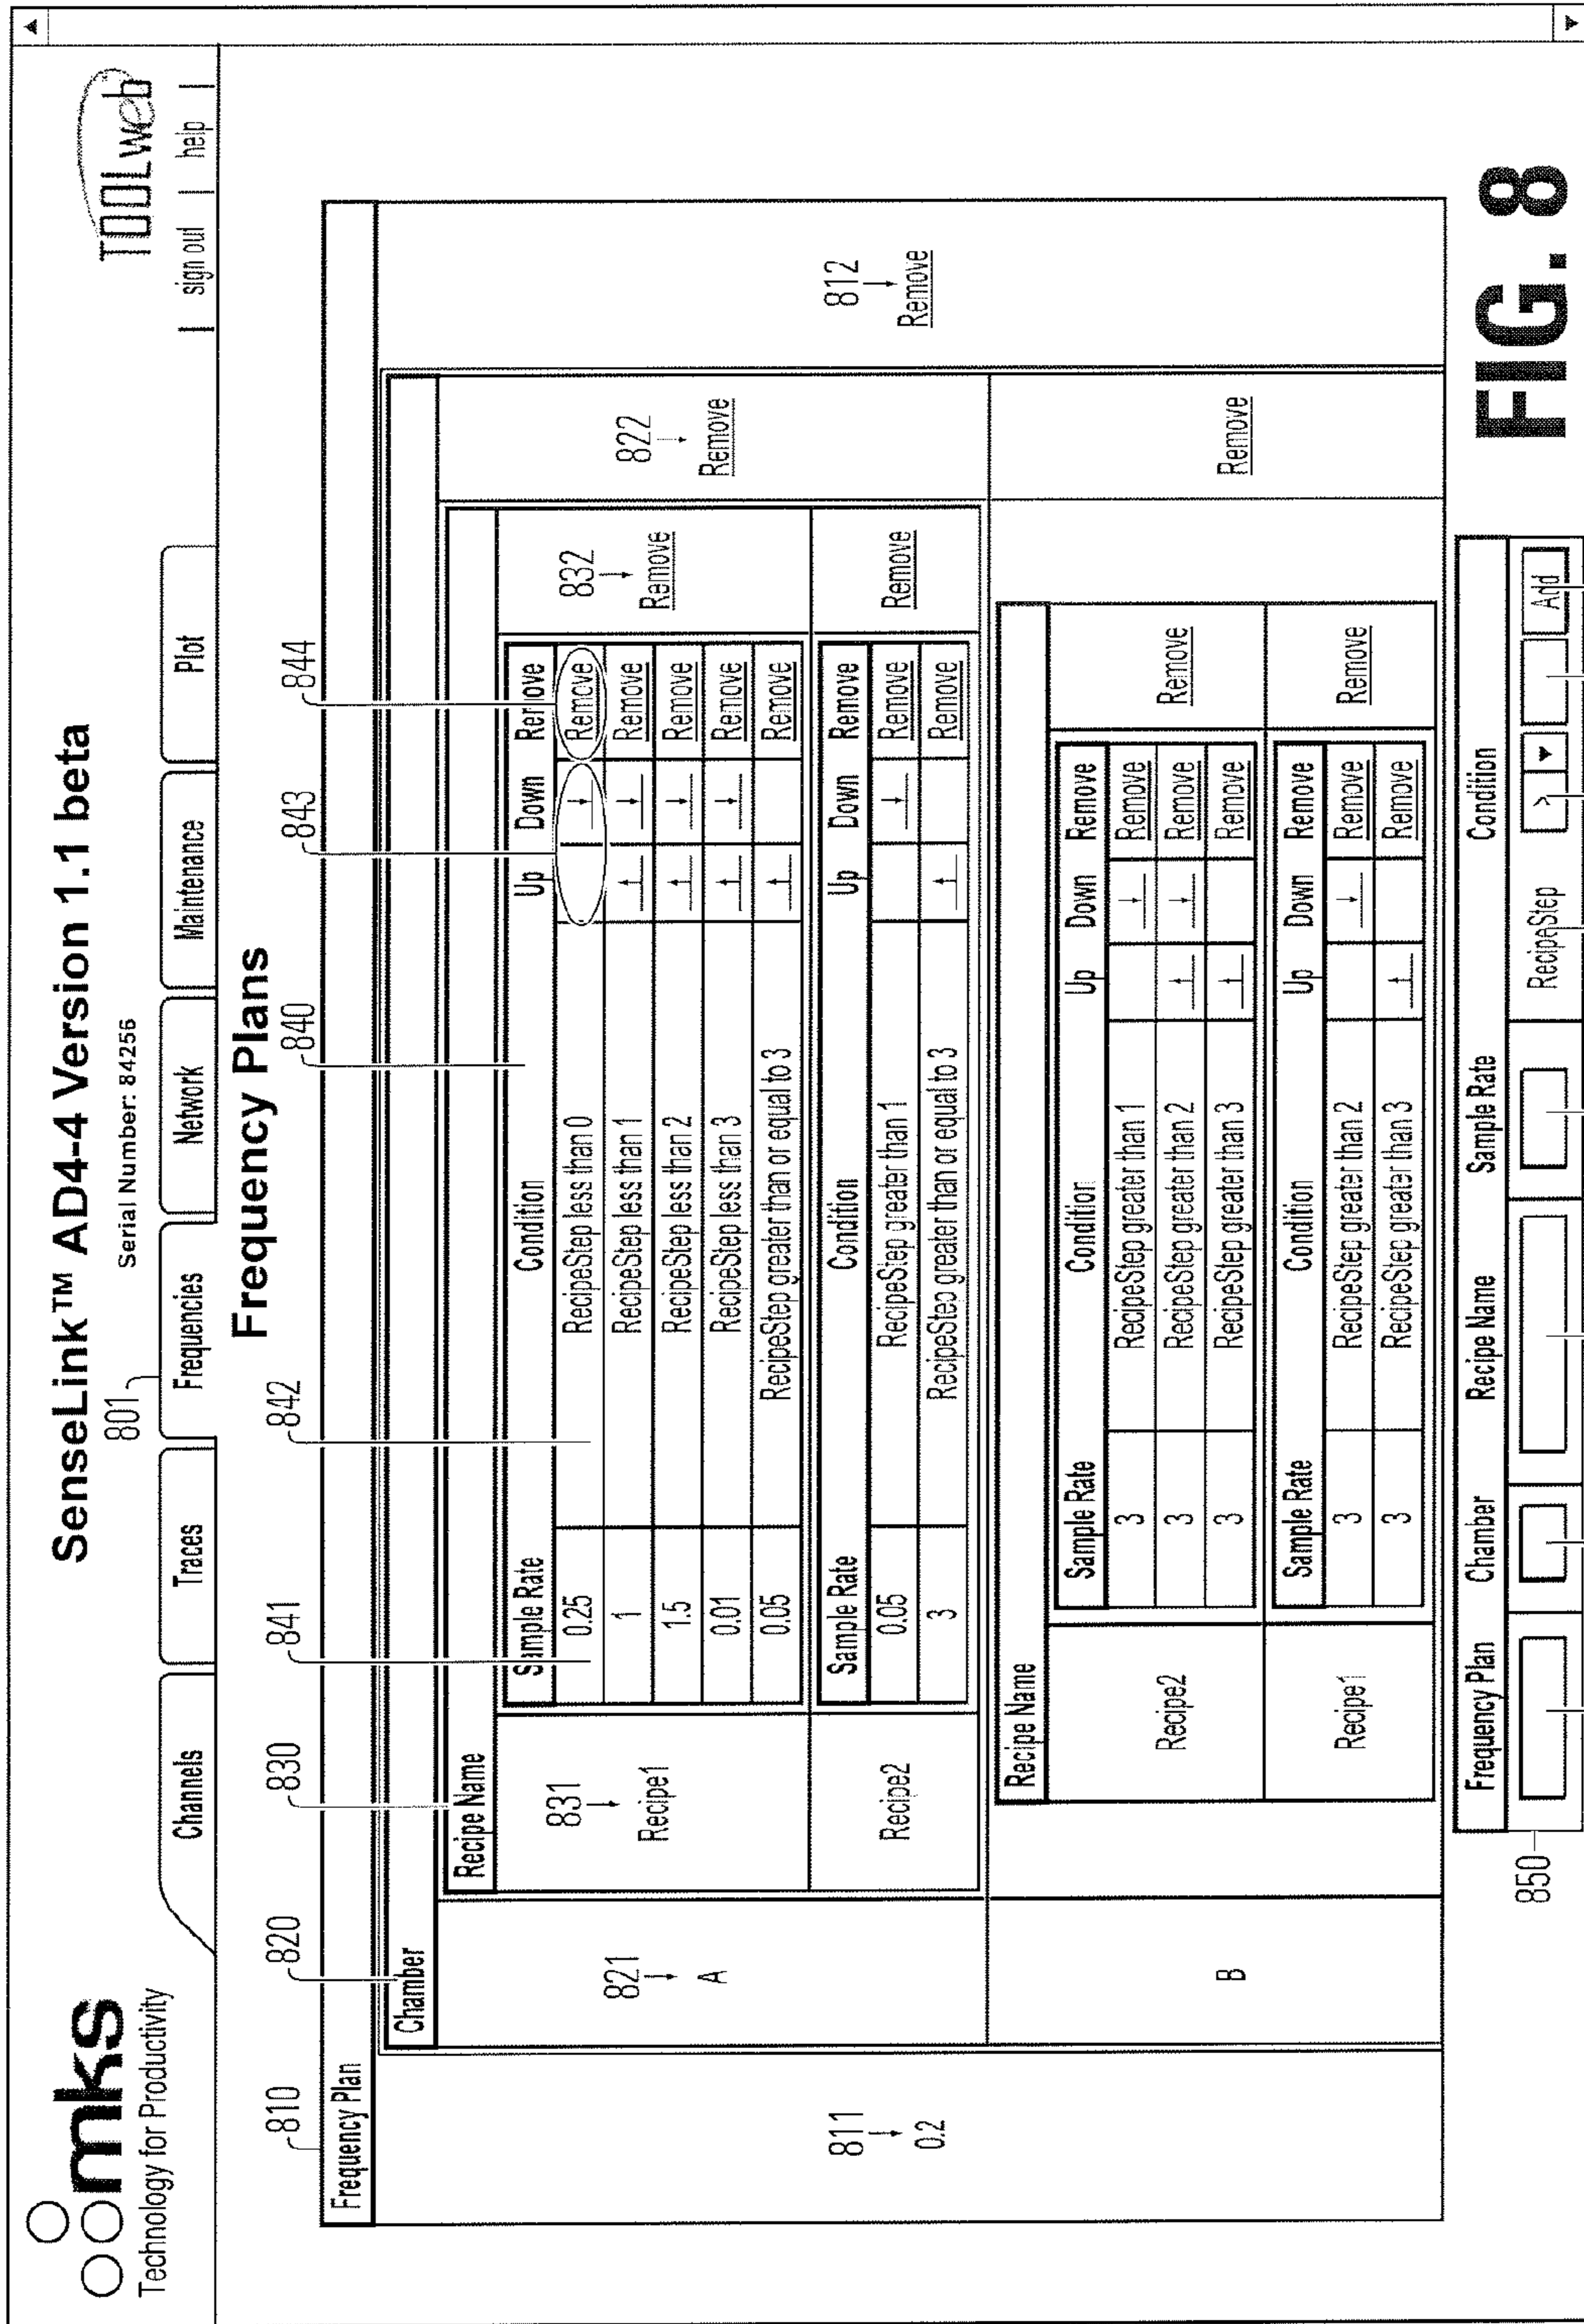 mks
Technology for Productivity
SenseLink™ AD4-4 Version 1.1 beta
Serial Number: 84256
TOOLweb
sign out | help
801
Channels
Traces
Frequencies
Network
Maintenance
Plot
Frequency Plans
810
820
830
841
842
840
843
844
Frequency Plan
Chamber
Recipe Name
Sample Rate Condition Up Down Remove
0.25 RecipeStep less than 0 Remove
1 RecipeStep less than 1 Remove
1.5 RecipeStep less than 2 Remove
0.01 RecipeStep less than 3 Remove
0.05 RecipeStep greater than or equal to 3 Remove
831
Recipe1
832
Remove
821
A
822
Remove
Sample Rate Condition Up Down Remove
0.05 RecipeStep greater than 1 Remove
3 RecipeStep greater than or equal to 3 Remove
Recipe2
Remove
811
0.2
812
Remove
Recipe Name
Sample Rate Condition Up Down Remove
3 RecipeStep greater than 1 Remove
3 RecipeStep greater than 2 Remove
3 RecipeStep greater than 3 Remove
Recipe2
Remove
B
Remove
Sample Rate Condition Up Down Remove
3 RecipeStep greater than 2 Remove
3 RecipeStep greater than 3 Remove
Recipe1
Remove
850
Frequency Plan Chamber Recipe Name Sample Rate Condition
RecipeStep > Add
FIG. 8